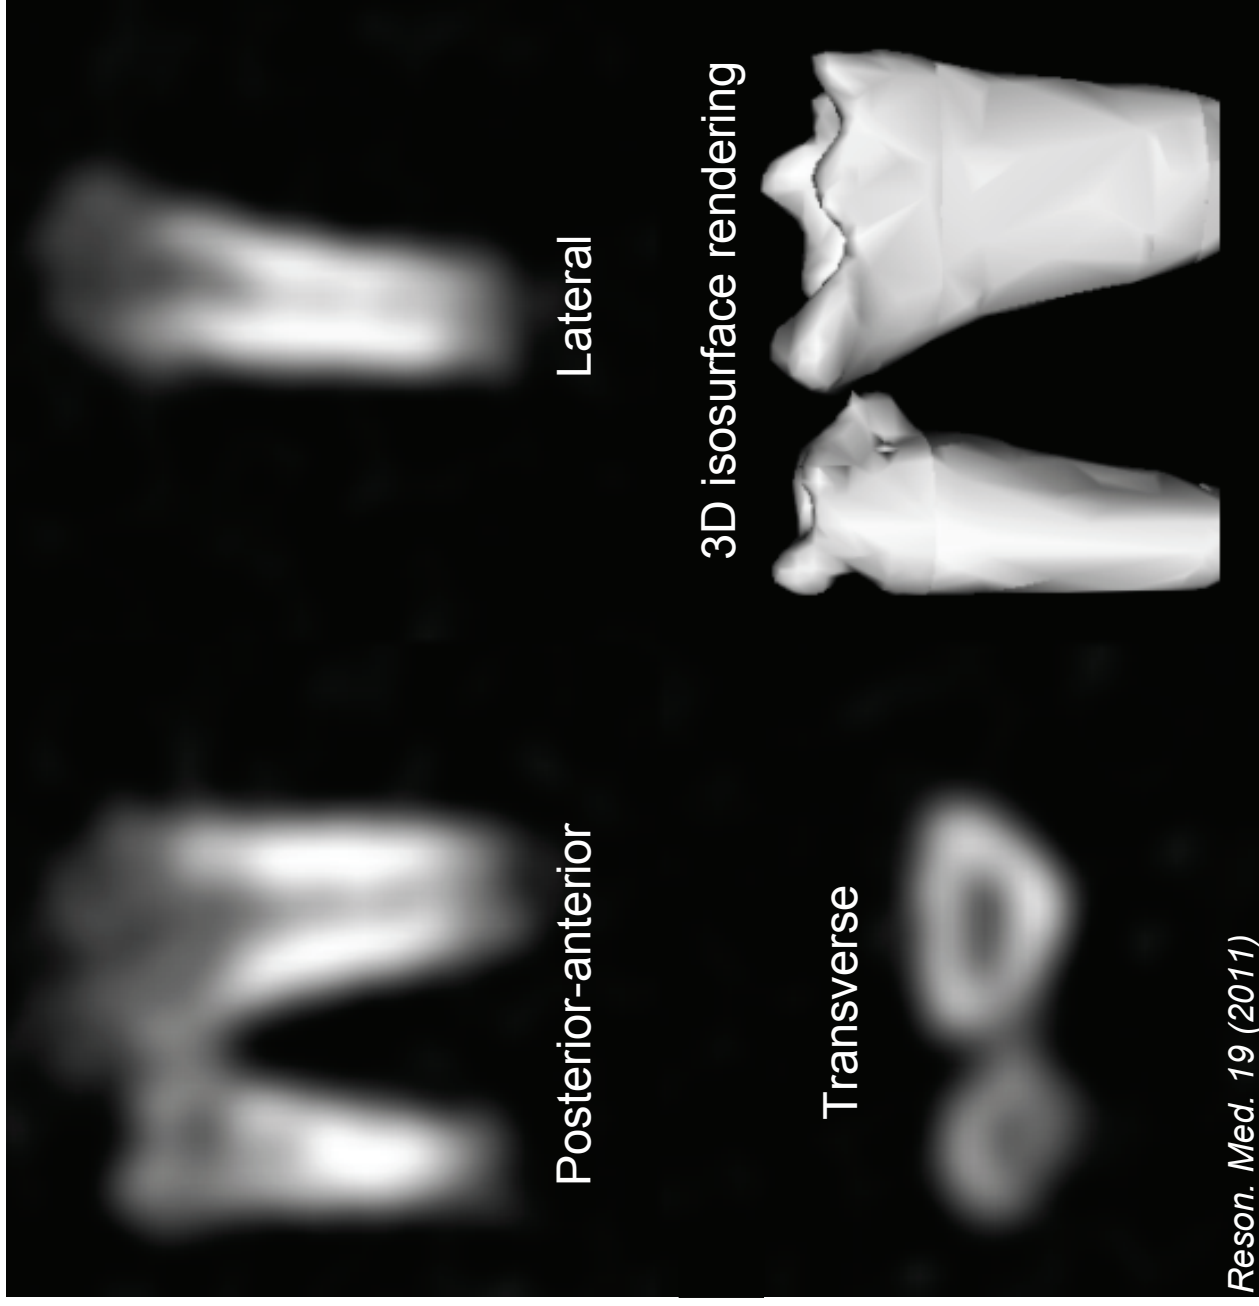 Posterior-anterior
Lateral
Transverse
3D isosurface rendering
Reson. Med. 19 (2011)